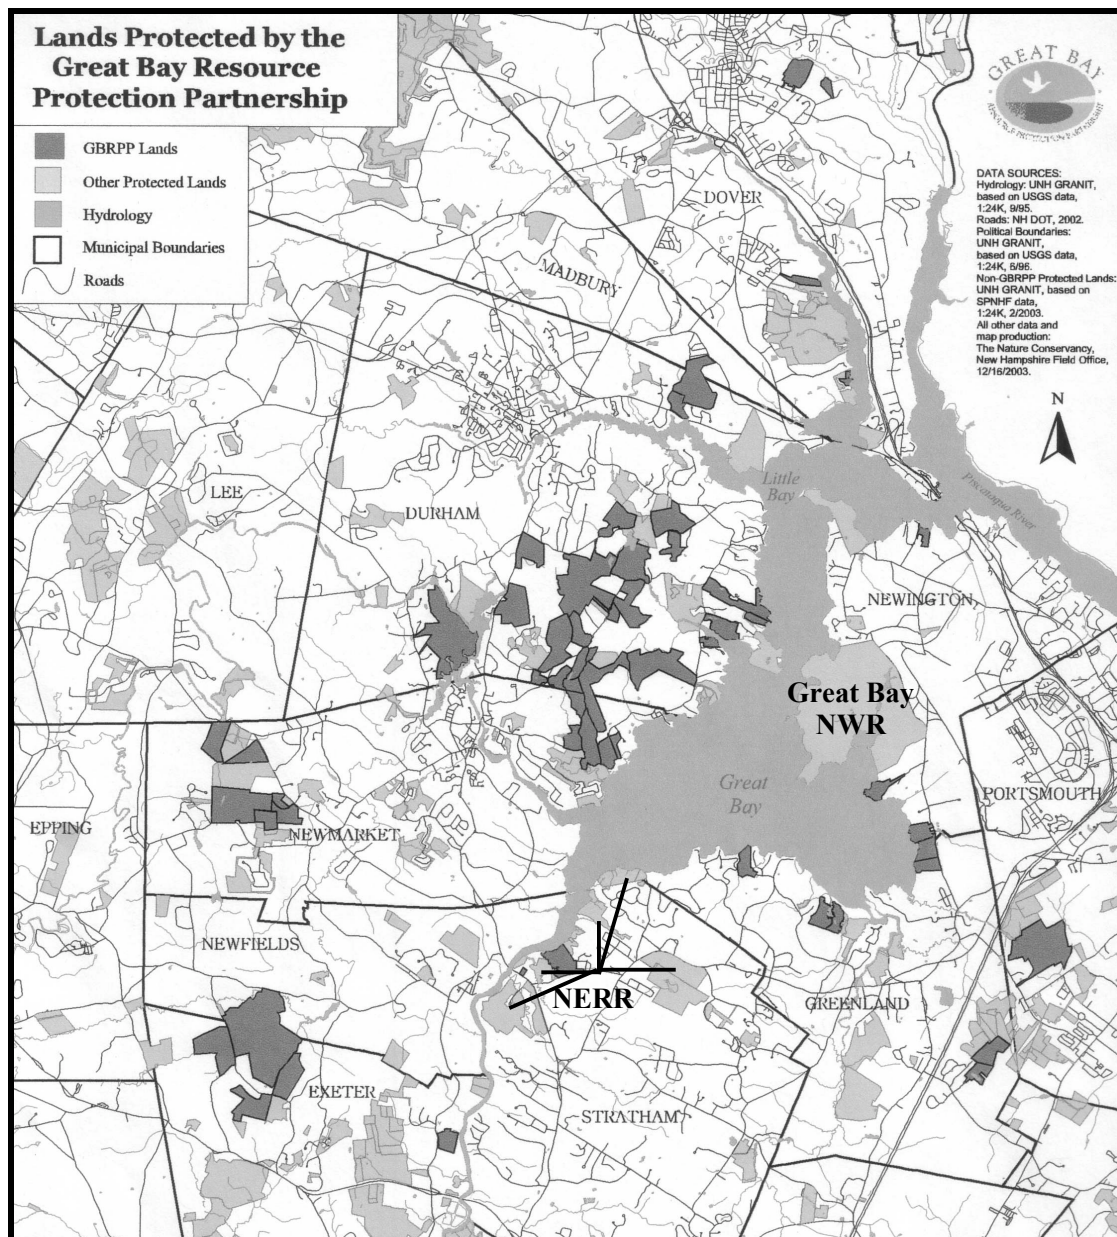 Lands Protected by the
Great Bay Resource
Protection Partnership
GBRPP Lands
Other Protected Lands
Hydrology
Municipal Boundaries
Roads
GREAT BAY
RESOURCE PROTECTION PARTNERSHIP
DATA SOURCES:
Hydrology: UNH GRANIT,
based on USGS data,
1:24K, 9/95.
Roads: NH DOT, 2002.
Political Boundaries:
UNH GRANIT,
based on USGS data,
1:24K, 6/96.
Non-GBRPP Protected Lands:
UNH GRANIT, based on
SPNHF data,
1:24K, 2/2003.
All other data and
map production:
The Nature Conservancy,
New Hampshire Field Office,
12/16/2003.
N
DOVER
MADBURY
LEE
DURHAM
Little
Bay
Piscataqua River
NEWINGTON
Great Bay
NWR
Great
Bay
PORTSMOUTH
EPPING
NEWMARKET
NEWFIELDS
NERR
GREENLAND
EXETER
STRATHAM